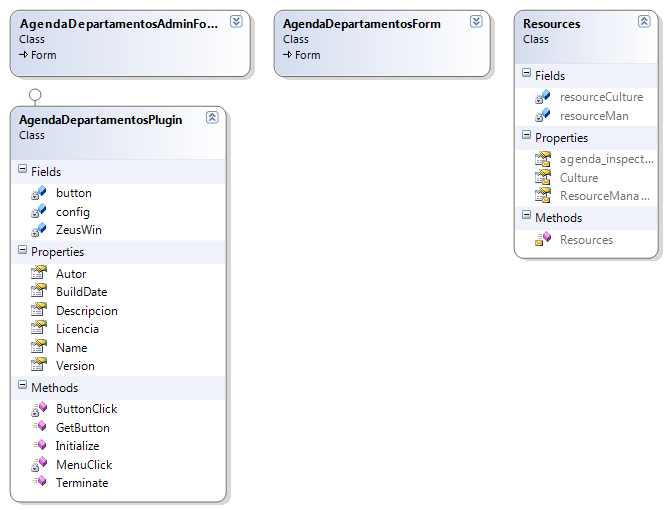 AgendaDepartamentosAdminFo...
Class
Form
AgendaDepartamentosForm
Class
Form
Resources
Class
Fields
resourceCulture
resourceMan
Properties
agenda_inspect...
Culture
ResourceMana...
Methods
Resources
AgendaDepartamentosPlugin
Class
Fields
button
config
ZeusWin
Properties
Autor
BuildDate
Descripcion
Licencia
Name
Version
Methods
ButtonClick
GetButton
Initialize
MenuClick
Terminate